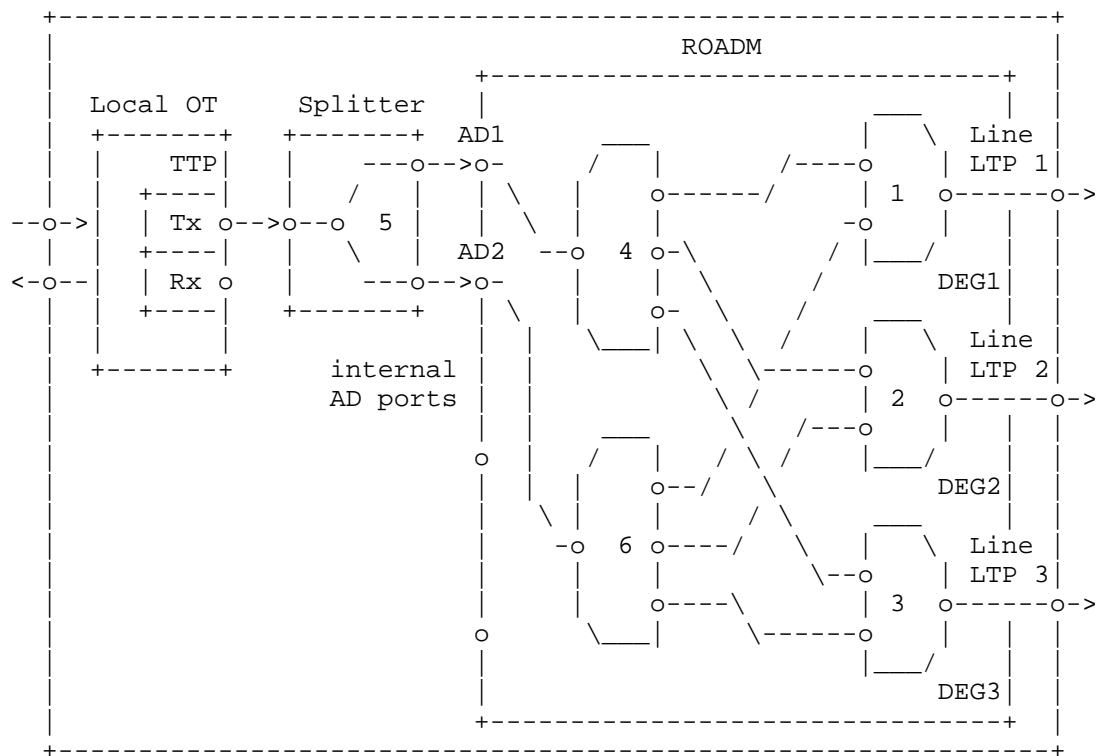 ROADM
Local OT Splitter
AD1 Line
TTP LTP 1
1
Tx 5
AD2 4
Rx DEG1
Line
internal LTP 2
AD ports 2
DEG2
6 Line
LTP 3
3
DEG3